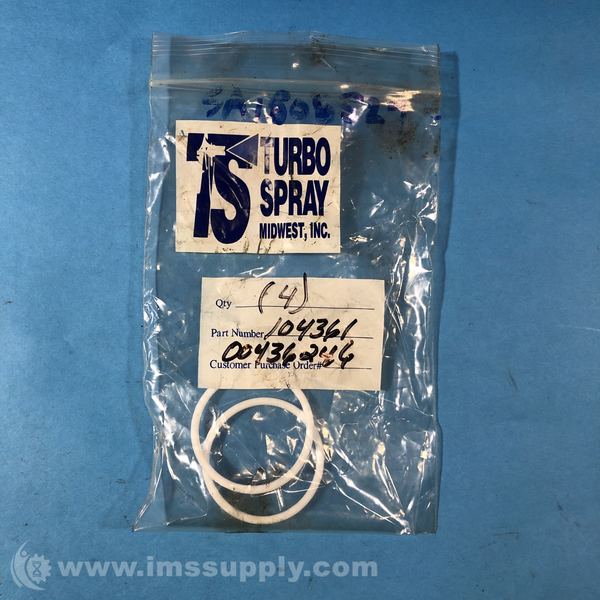 TS TURBO
SPRAY
MIDWEST, INC.
Qty (4)
Part Number 104361
00436246
Customer Purchase Order#
www.imssupply.com